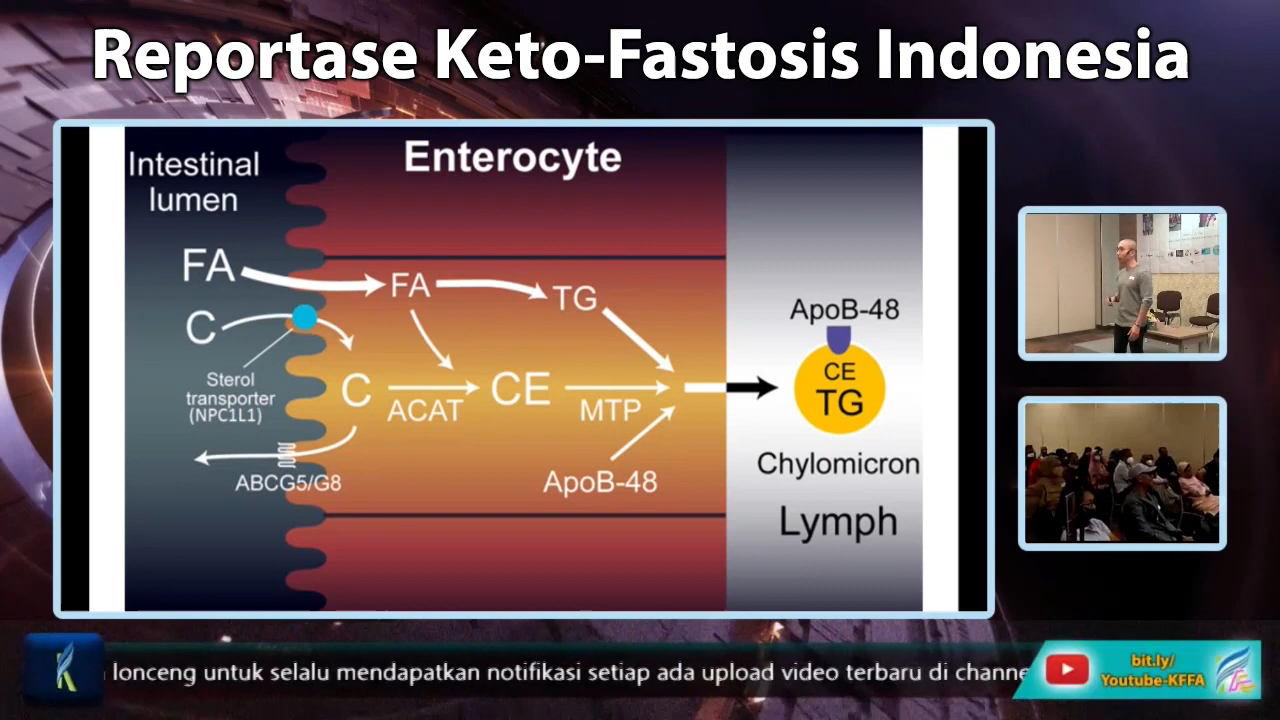 Reportase Keto-Fastosis Indonesia
Intestinal
lumen
Enterocyte
FA
FA
TG
C
Sterol
transporter
(NPC1L1)
C
ACAT
CE
MTP
ABCG5/G8
ApoB-48
ApoB-48
CE
TG
Chylomicron
Lymph
lonceng untuk selalu mendapatkan notifikasi setiap ada upload video terbaru di channe
bit.ly/
Youtube-KFFA